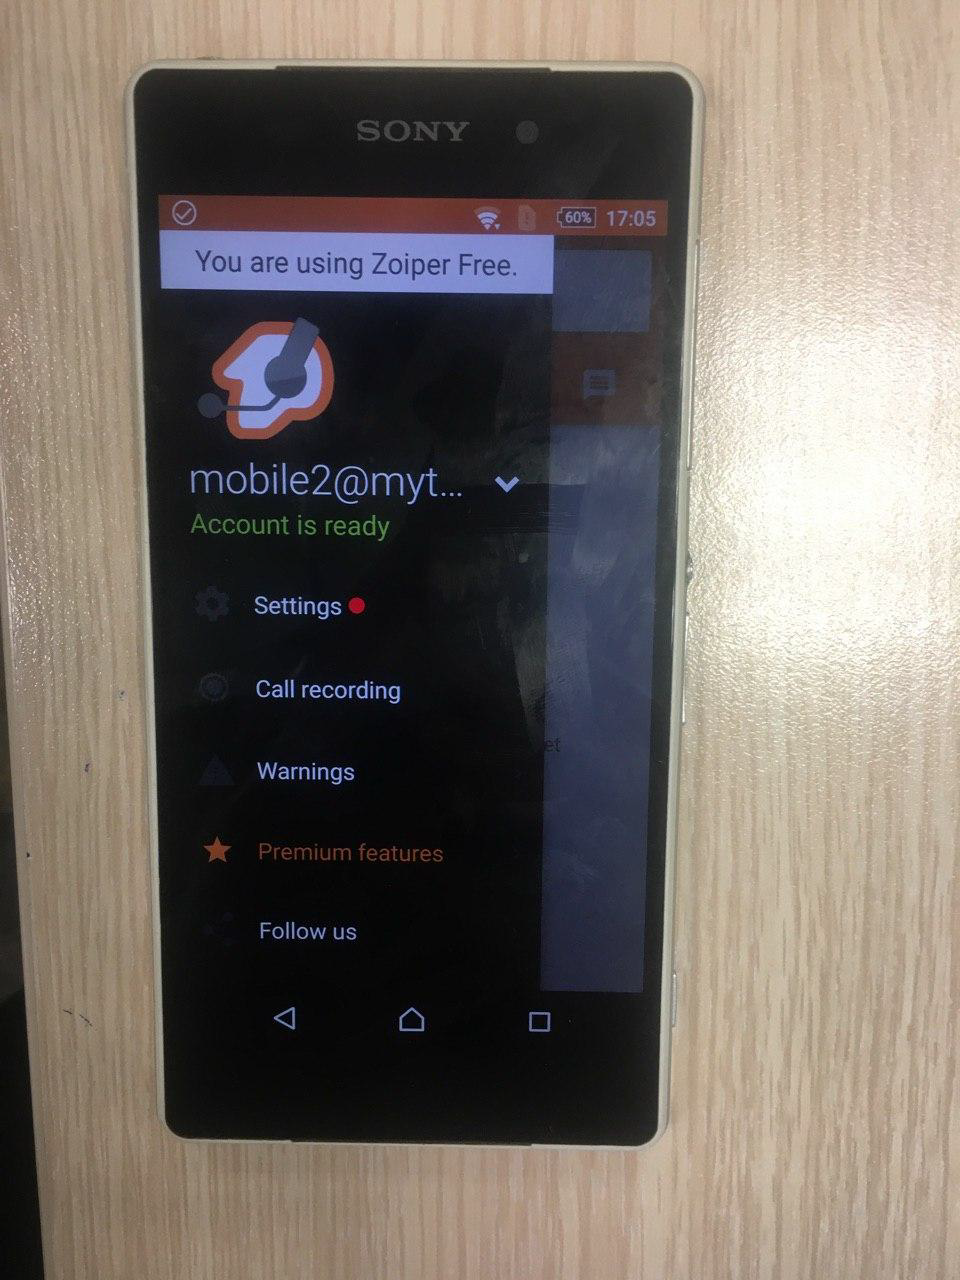 SONY
60% 17:05
You are using Zoiper Free.
mobile2@myt...
Account is ready
Settings
Call recording
et
Warnings
Premium features
Follow us